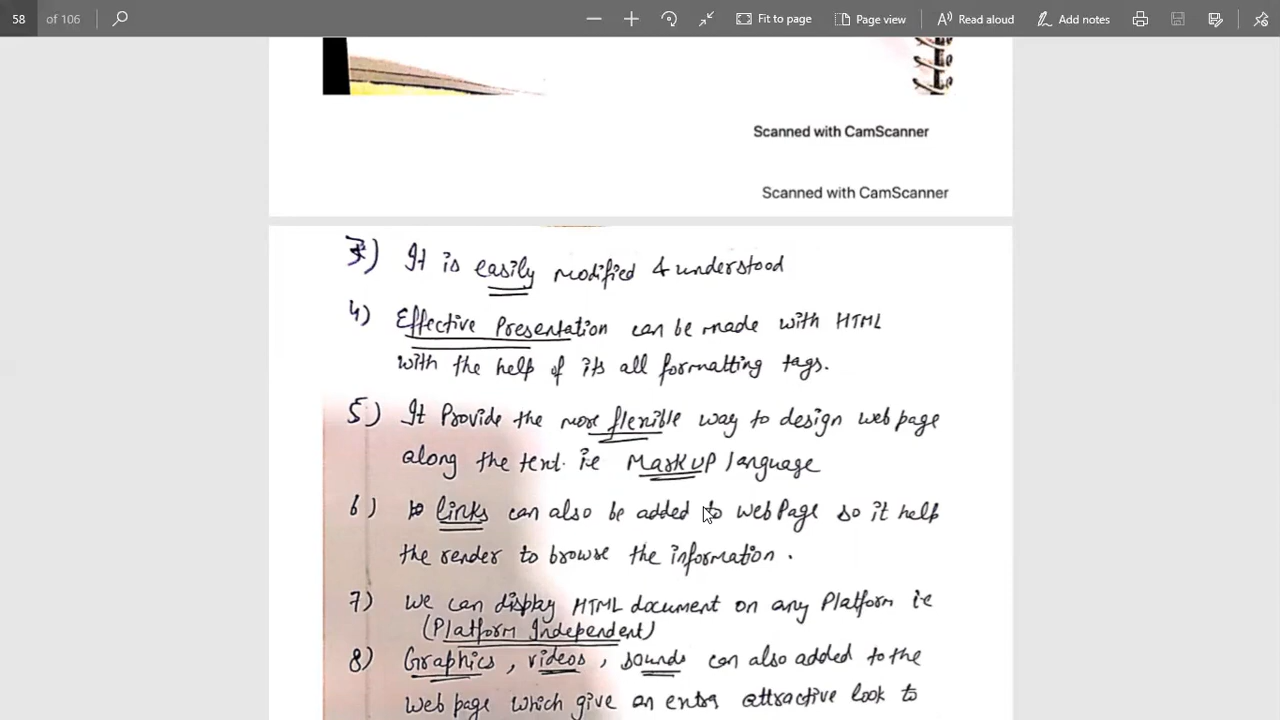 58 of 106 Fit to page Page view Read aloud Add notes
Scanned with CamScanner
Scanned with CamScanner
3) It is easily modified & understood
4) Effective Presentation can be made with HTML
with the help of its all formatting tags.
5) It Provide the more flexible way to design web page
along the text. i.e MarkUP language
6) links can also be added to Web Page so it help
the render to browse the information.
7) We can display HTML document on any Platform i.e
(Platform Independent)
8) Graphics, videos, sounds can also added to the
Web page which give an extra attractive look to